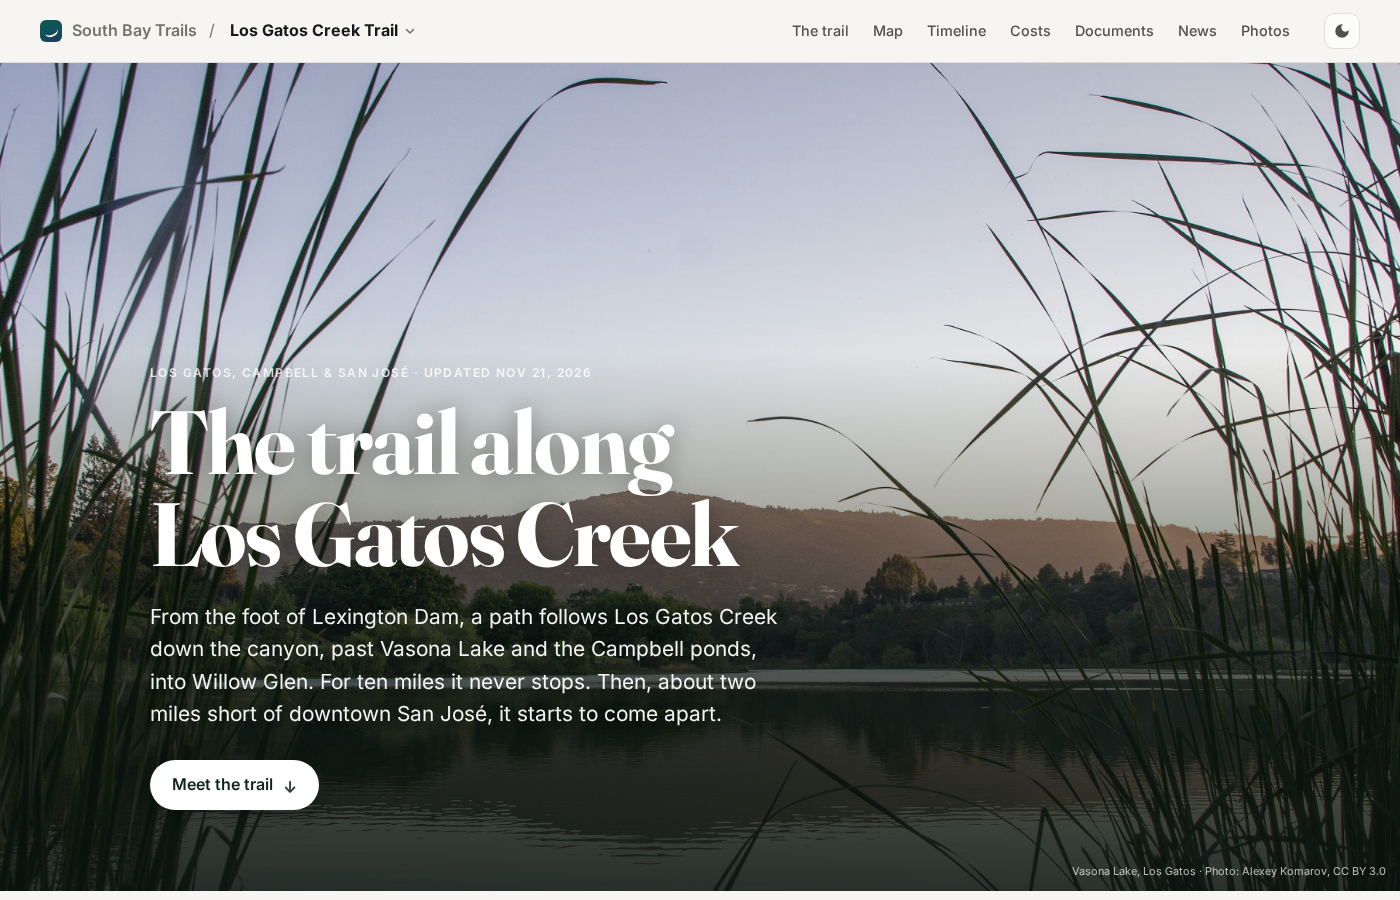 South Bay Trails / Los Gatos Creek Trail
The trail Map Timeline Costs Documents News Photos
LOS GATOS, CAMPBELL & SAN JOSÉ · UPDATED NOV 21, 2026
The trail along
Los Gatos Creek
From the foot of Lexington Dam, a path follows Los Gatos Creek
down the canyon, past Vasona Lake and the Campbell ponds,
into Willow Glen. For ten miles it never stops. Then, about two
miles short of downtown San José, it starts to come apart.
Meet the trail
Vasona Lake, Los Gatos · Photo: Alexey Komarov, CC BY 3.0